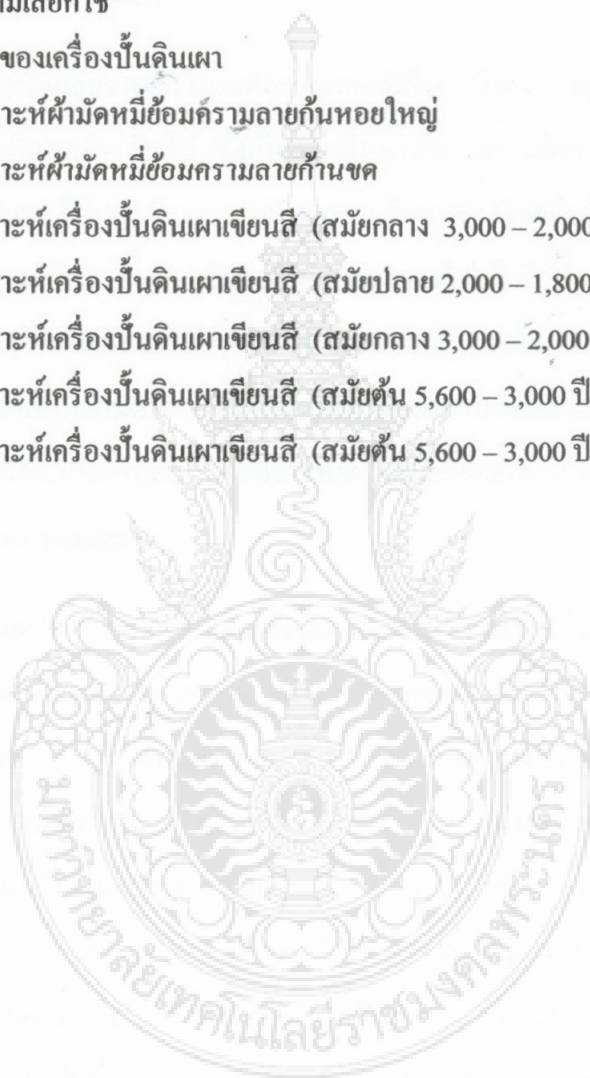 ของเครื่องปั้นดินเผา
าะห์ผ้ามัดหมี่ย้อมครามลายก้นหอยใหญ่
าะห์ผ้ามัดหมี่ย้อมครามลายก้านขด
าะห์เครื่องปั้นดินเผาเขียนสี (สมัยกลาง 3,000 – 2,000
าะห์เครื่องปั้นดินเผาเขียนสี (สมัยปลาย 2,000 – 1,800
าะห์เครื่องปั้นดินเผาเขียนสี (สมัยกลาง 3,000 – 2,000
าะห์เครื่องปั้นดินเผาเขียนสี (สมัยต้น 5,600 – 3,000 ปี
าะห์เครื่องปั้นดินเผาเขียนสี (สมัยต้น 5,600 – 3,000 ปี
มหาวิทยาลัยเทคโนโลยีราชมงคลพระนคร